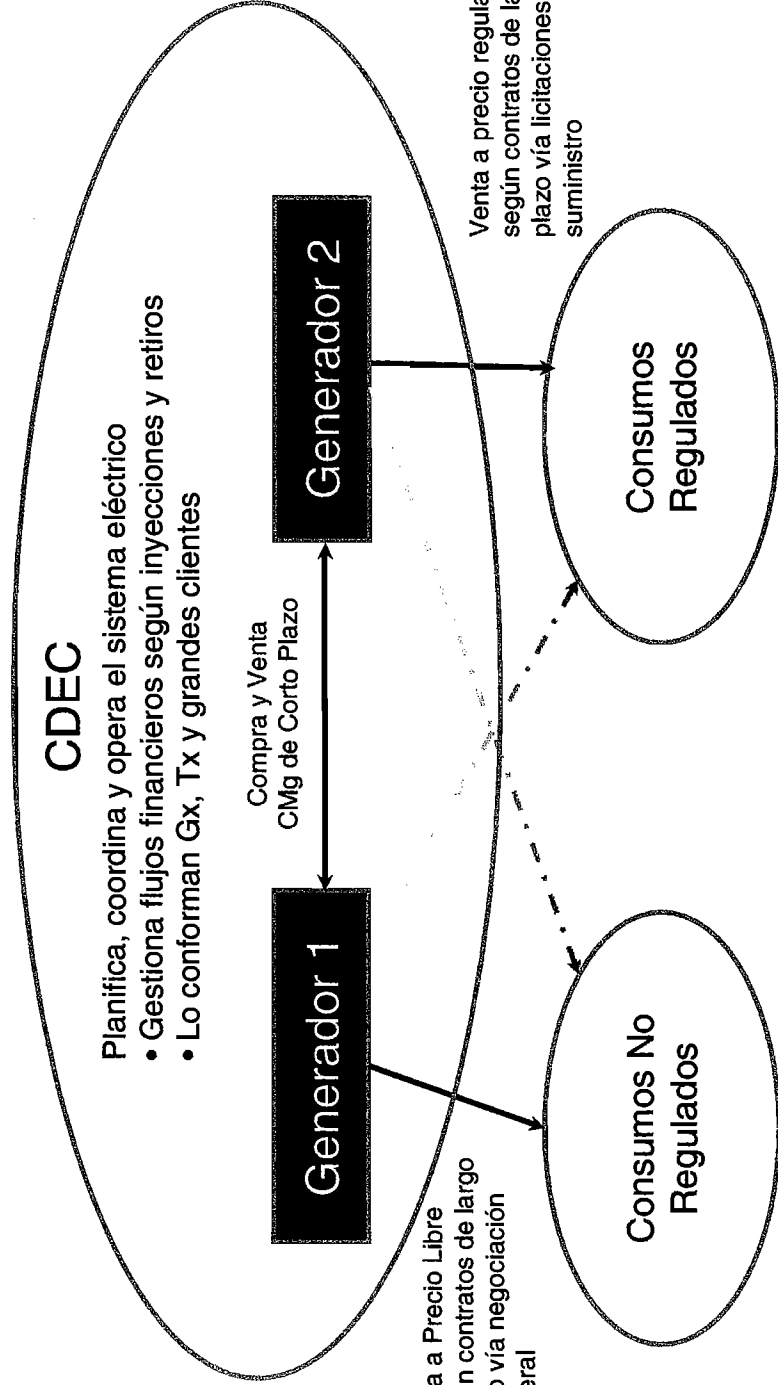 CDEC
Planifica, coordina y opera el sistema eléctrico
• Gestiona flujos financieros según inyecciones y retiros
• Lo conforman Gx, Tx y grandes clientes
Compra y Venta
CMg de Corto Plazo
Generador 1
Generador 2
a a Precio Libre
n contratos de largo
o vía negociación
eral
Venta a precio regula
según contratos de la
plazo vía licitaciones
suministro
Consumos No
Regulados
Consumos
Regulados